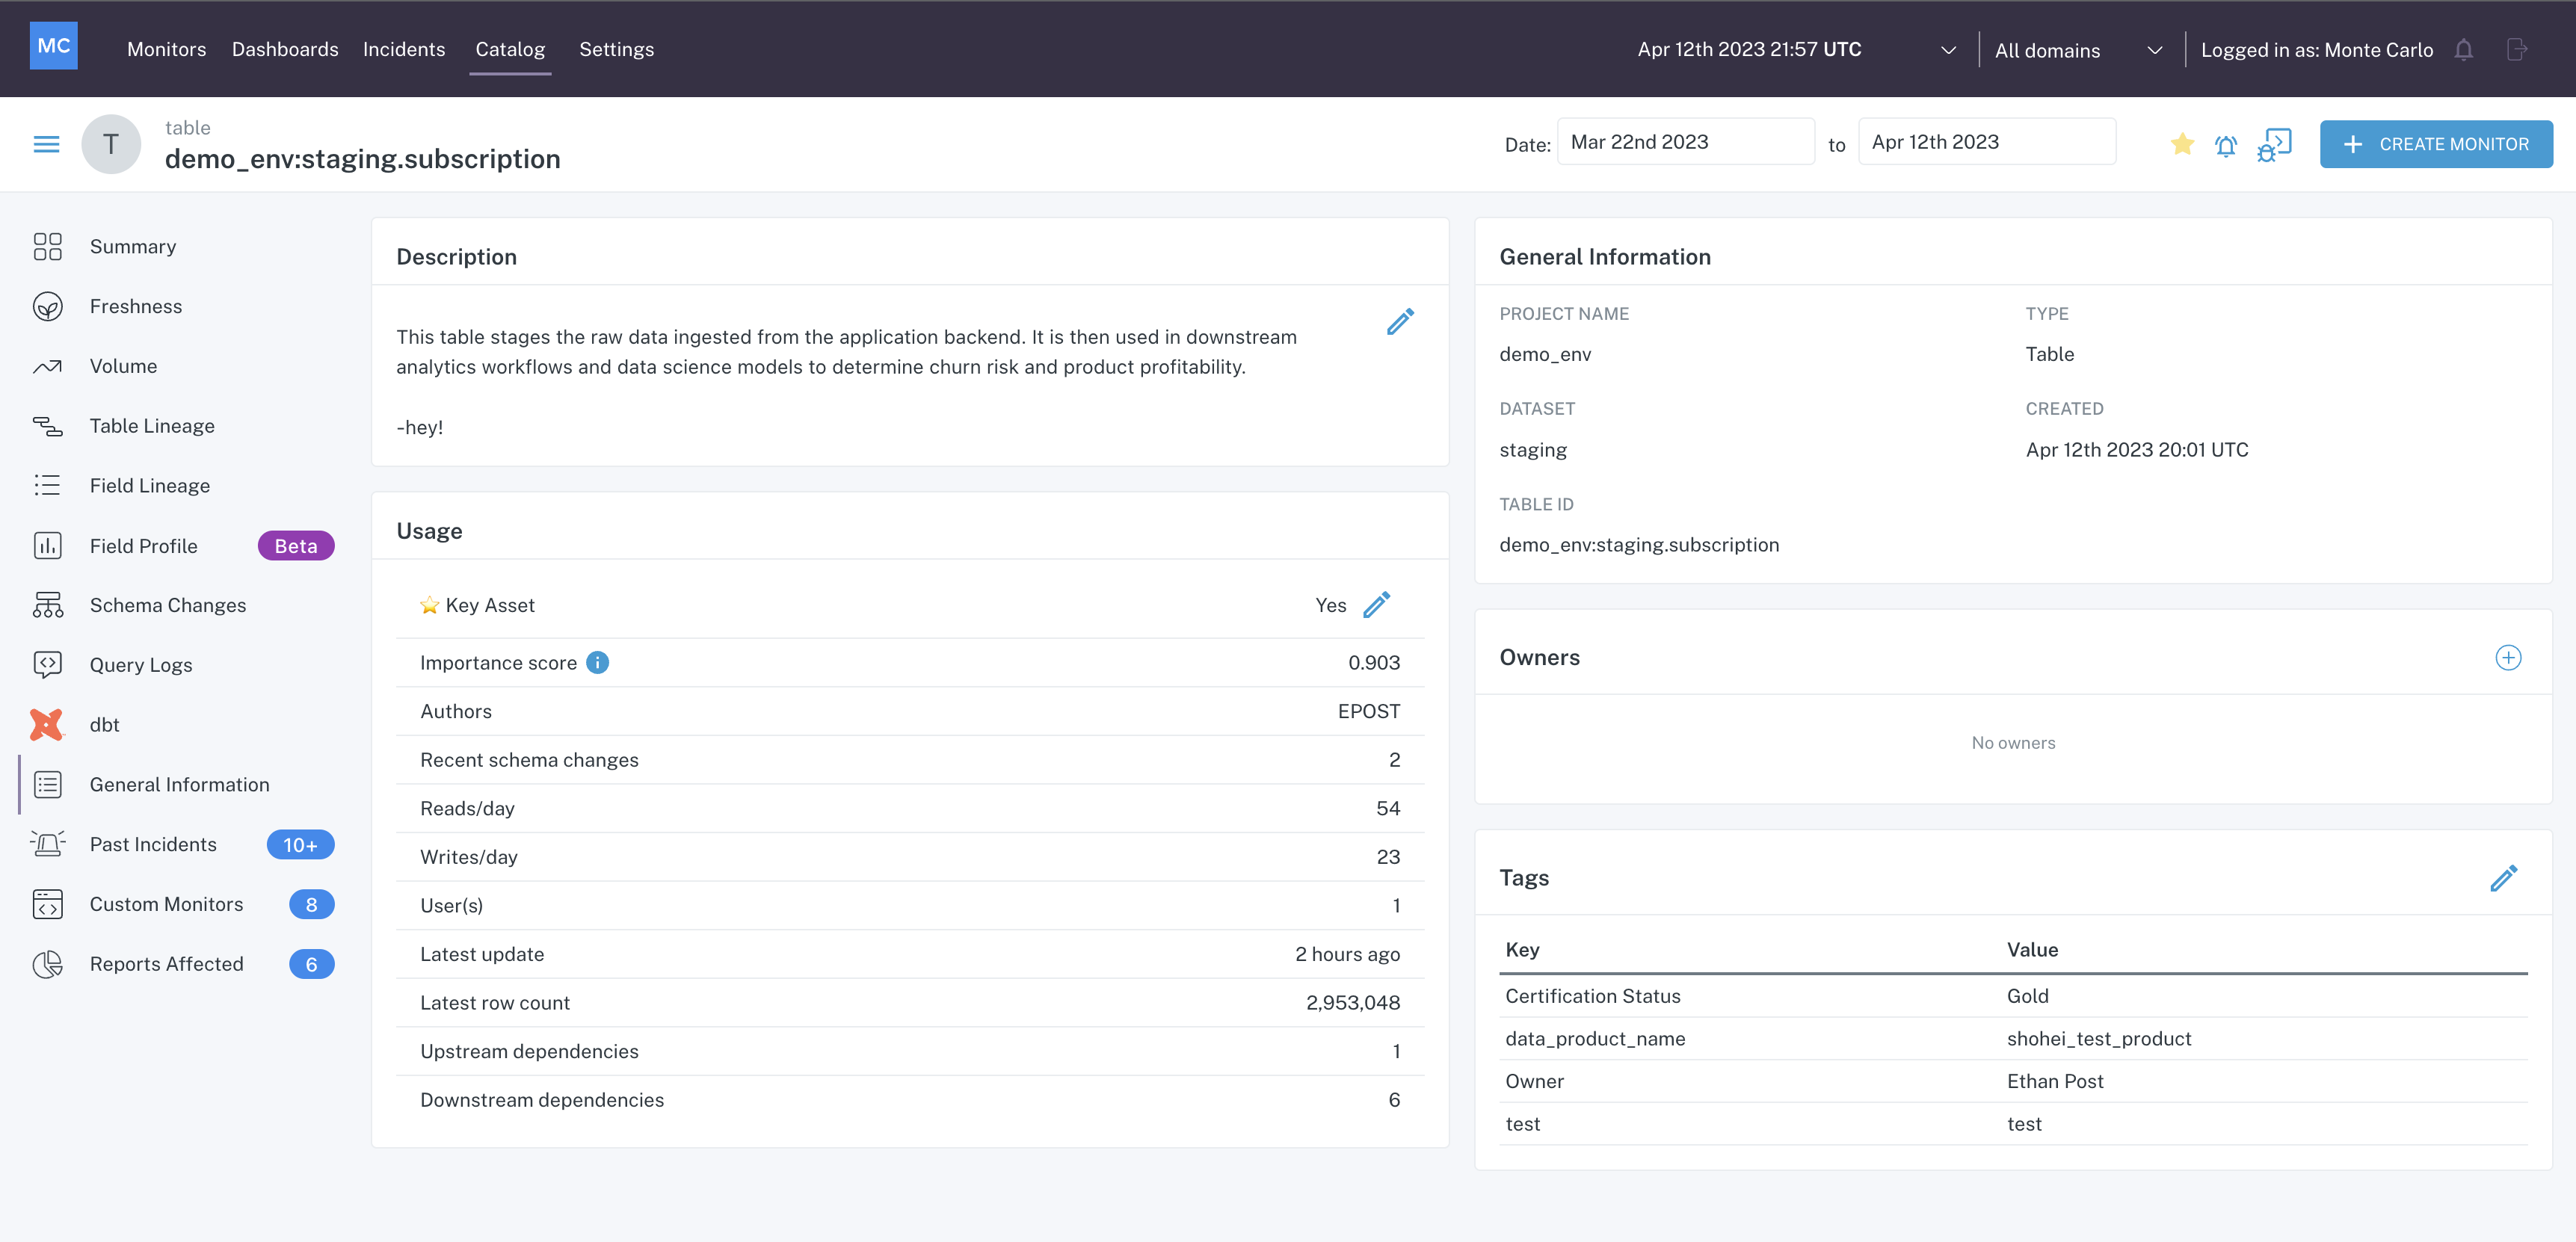 MC
Monitors Dashboards Incidents Catalog Settings
Apr 12th 2023 21:57 UTC
All domains
Logged in as: Monte Carlo
T
table
demo_env:staging.subscription
Date: Mar 22nd 2023 to Apr 12th 2023
+ CREATE MONITOR
Summary
Freshness
Volume
Table Lineage
Field Lineage
Field Profile Beta
Schema Changes
Query Logs
dbt
General Information
Past Incidents 10+
Custom Monitors 8
Reports Affected 6
Description
This table stages the raw data ingested from the application backend. It is then used in downstream
analytics workflows and data science models to determine churn risk and product profitability.
-hey!
Usage
Key Asset Yes
Importance score i 0.903
Authors EPOST
Recent schema changes 2
Reads/day 54
Writes/day 23
User(s) 1
Latest update 2 hours ago
Latest row count 2,953,048
Upstream dependencies 1
Downstream dependencies 6
General Information
PROJECT NAME TYPE
demo_env Table
DATASET CREATED
staging Apr 12th 2023 20:01 UTC
TABLE ID
demo_env:staging.subscription
Owners
No owners
Tags
Key Value
Certification Status Gold
data_product_name shohei_test_product
Owner Ethan Post
test test